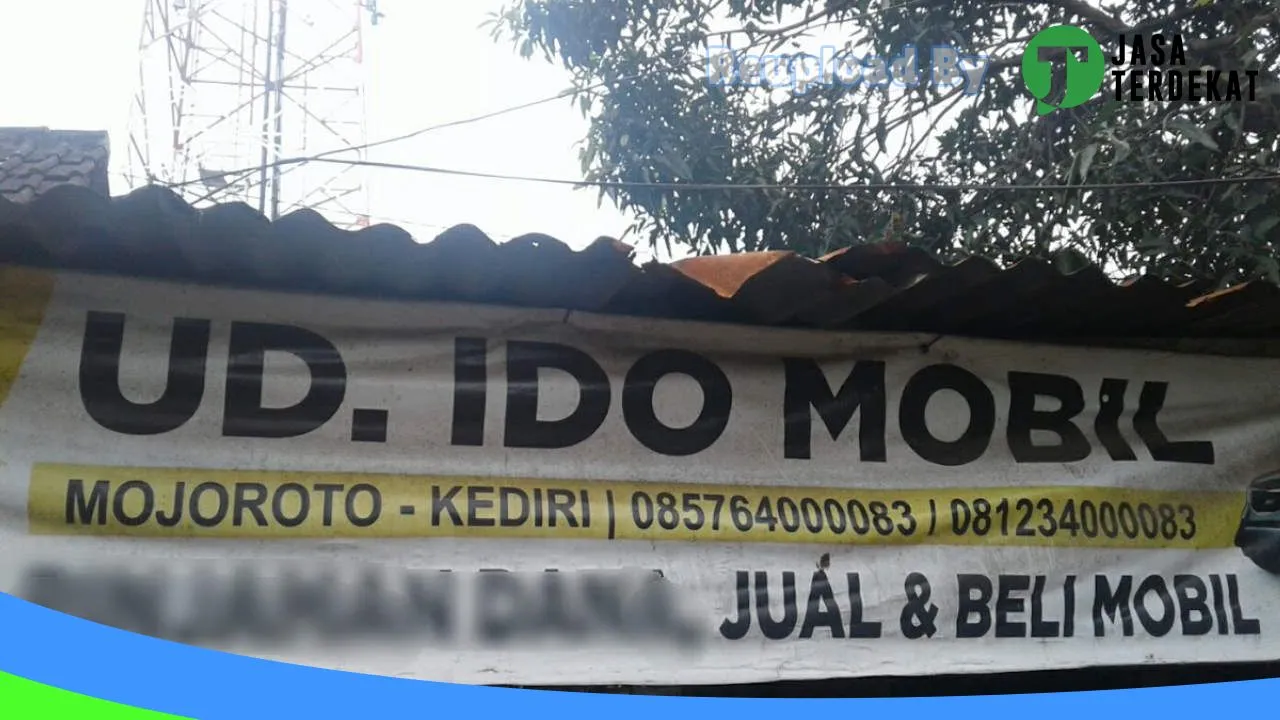 Reupload By
JASA
TERDEKAT
UD. IDO MOBIL
MOJOROTO - KEDIRI | 085764000083 / 081234000083
JUAL & BELI MOBIL